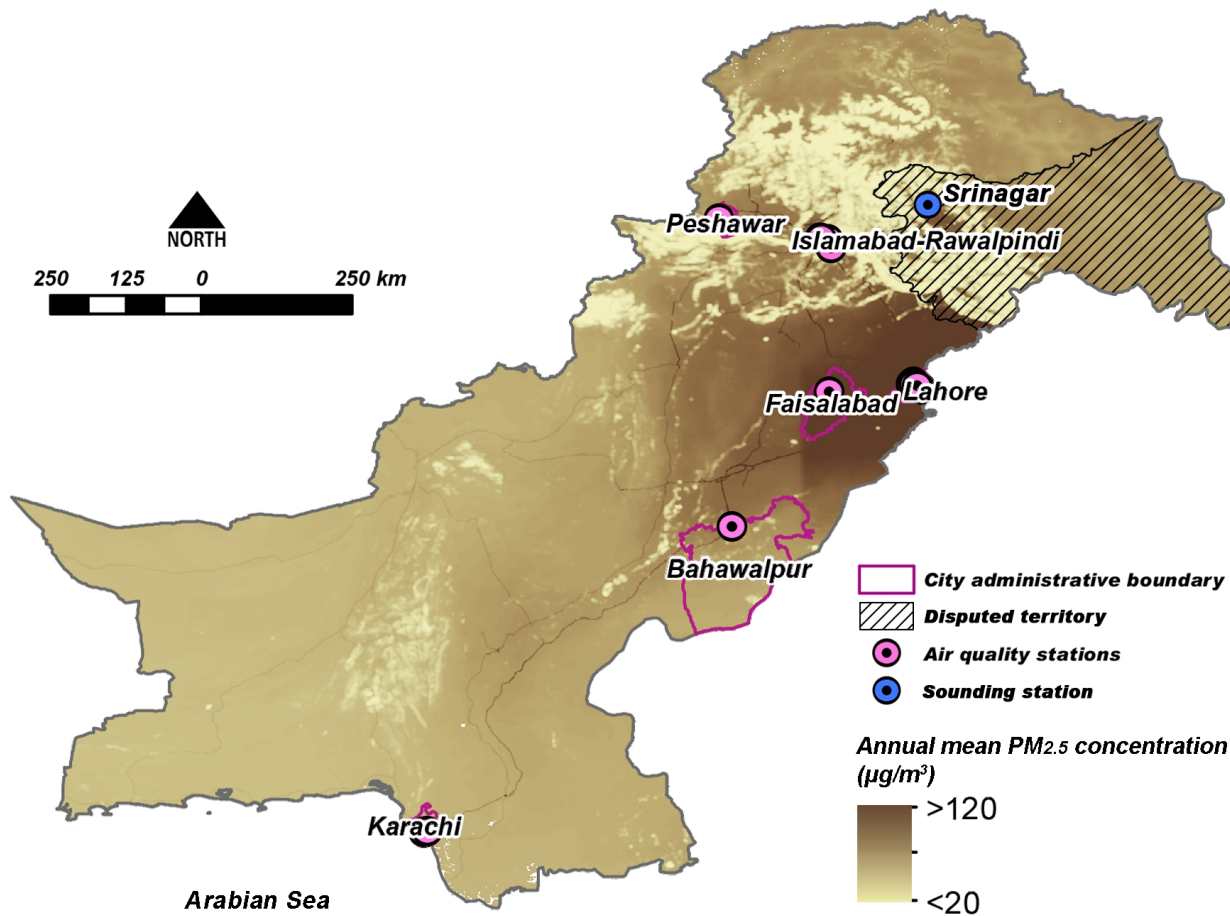 Srinagar
Peshawar
Islamabad-Rawalpindi
NORTH
250 125 0 250 km
Faisalabad
Lahore
Bahawalpur
City administrative boundary
Disputed territory
Air quality stations
Sounding station
Annual mean PM2.5 concentration
(µg/m³)
>120
<20
Karachi
Arabian Sea